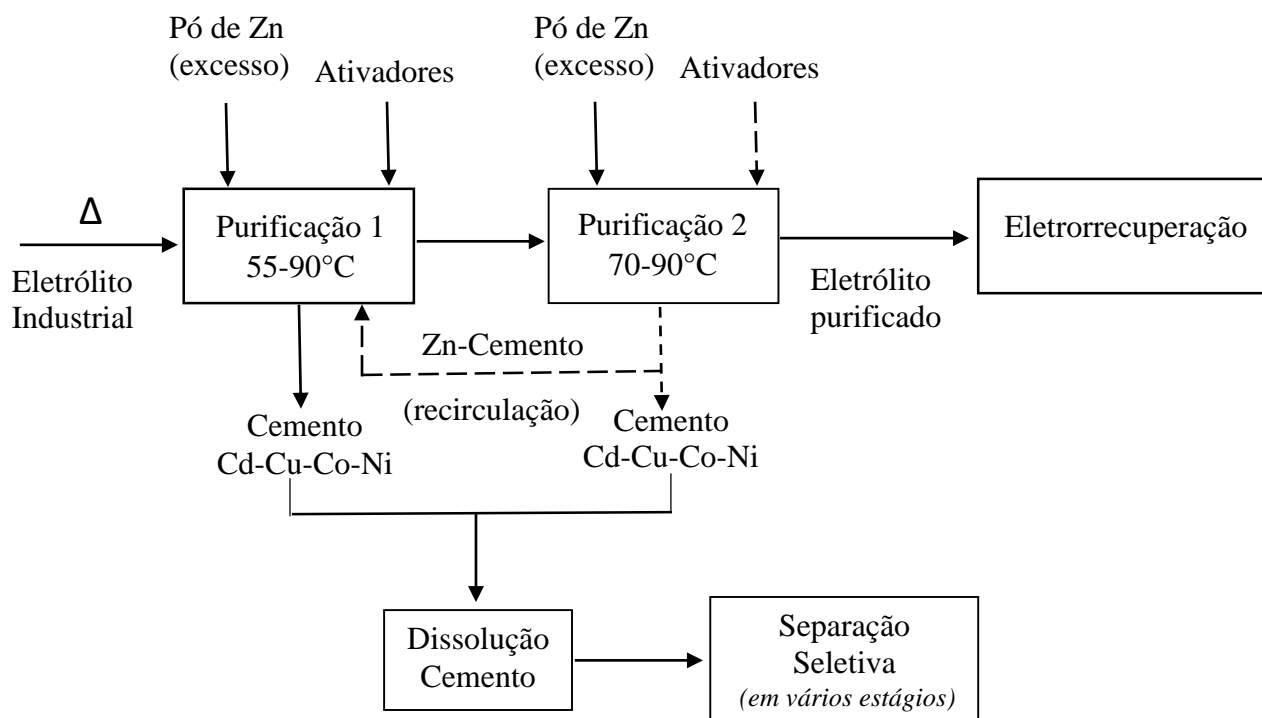 Pó de Zn
(excesso)
Ativadores
Pó de Zn
(excesso)
Ativadores
Δ
Eletrólito
Industrial
Purificação 1
55-90°C
Purificação 2
70-90°C
Eletrólito
purificado
Eletrorrecuperação
Zn-Cemento
(recirculação)
Cemento
Cd-Cu-Co-Ni
Cemento
Cd-Cu-Co-Ni
Dissolução
Cemento
Separação
Seletiva
(em vários estágios)